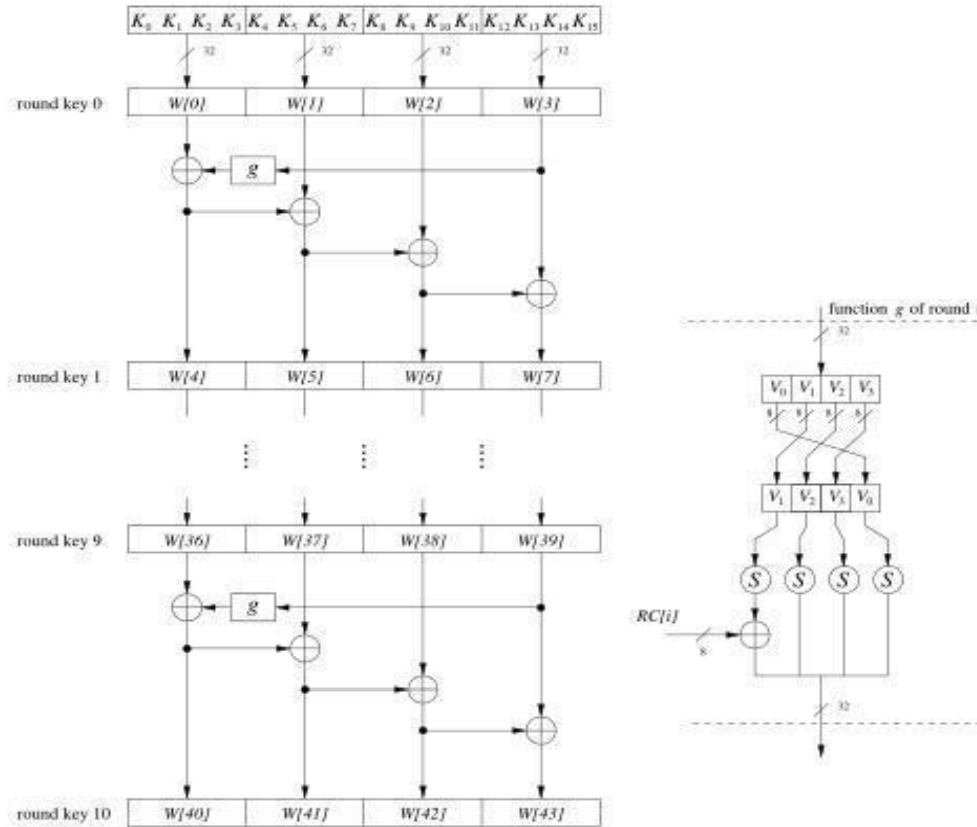 K₀ K₁ K₂ K₃ K₄ K₅ K₆ K₇ K₈ K₉ K₁₀ K₁₁ K₁₂ K₁₃ K₁₄ K₁₅
32 32 32 32
round key 0 W[0] W[1] W[2] W[3]
g
round key 1 W[4] W[5] W[6] W[7]
round key 9 W[36] W[37] W[38] W[39]
g
round key 10 W[40] W[41] W[42] W[43]
function g of round
32
V₀ V₁ V₂ V₃
8 8 8 8
V₁ V₂ V₃ V₀
S S S S
RC[i]
8
32